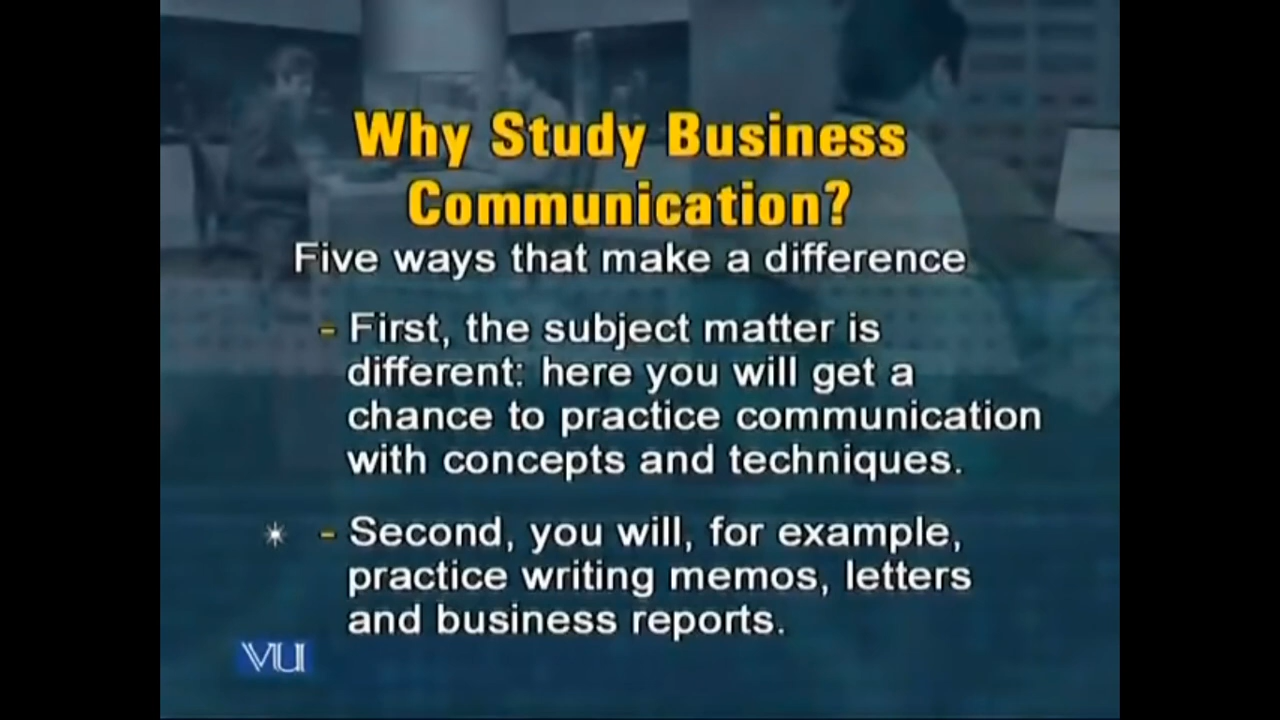 Why Study Business
Communication?
Five ways that make a difference
- First, the subject matter is
different: here you will get a
chance to practice communication
with concepts and techniques.
- Second, you will, for example,
practice writing memos, letters
and business reports.
VU